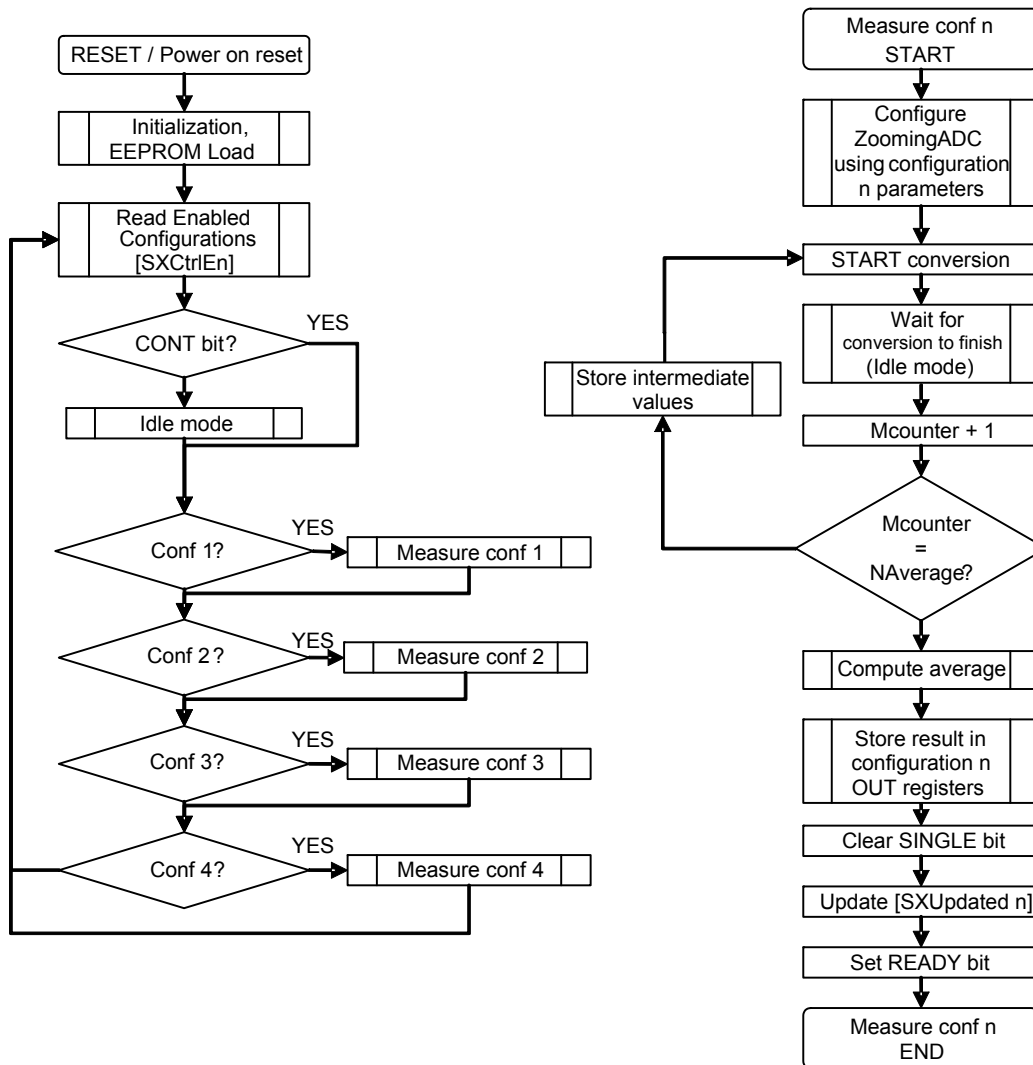 RESET / Power on reset
Initialization,
EEPROM Load
Read Enabled
Configurations
[SXCtrlEn]
YES
CONT bit?
Idle mode
YES
Conf 1?
Measure conf 1
YES
Conf 2?
Measure conf 2
YES
Conf 3?
Measure conf 3
YES
Conf 4?
Measure conf 4
Measure conf n
START
Configure
ZoomingADC
using configuration
n parameters
START conversion
Wait for
conversion to finish
(Idle mode)
Store intermediate
values
Mcounter + 1
Mcounter
=
NAverage?
Compute average
Store result in
configuration n
OUT registers
Clear SINGLE bit
Update [SXUpdated n]
Set READY bit
Measure conf n
END